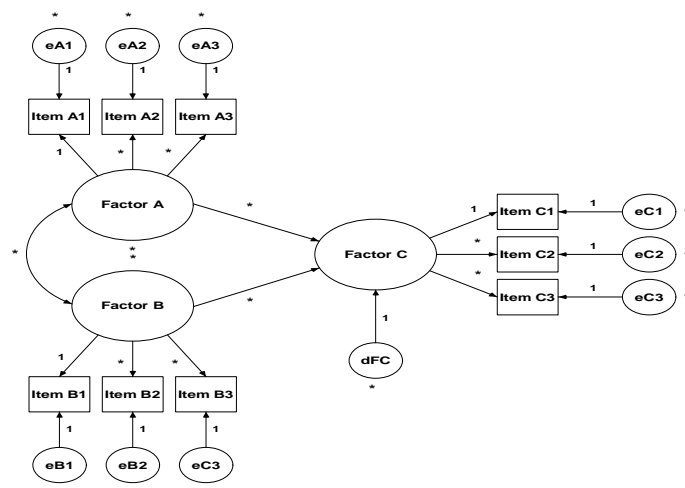 * * *
eA1 eA2 eA3
1 1 1
Item A1 Item A2 Item A3
1 * *
Factor A
*
*
*
Factor B
*
*
Factor C
1
dFC
*
1 Item C1 1 eC1
* Item C2 1 eC2
* Item C3 1 eC3
1 * *
Item B1 Item B2 Item B3
1 1 1
eB1 eB2 eC3